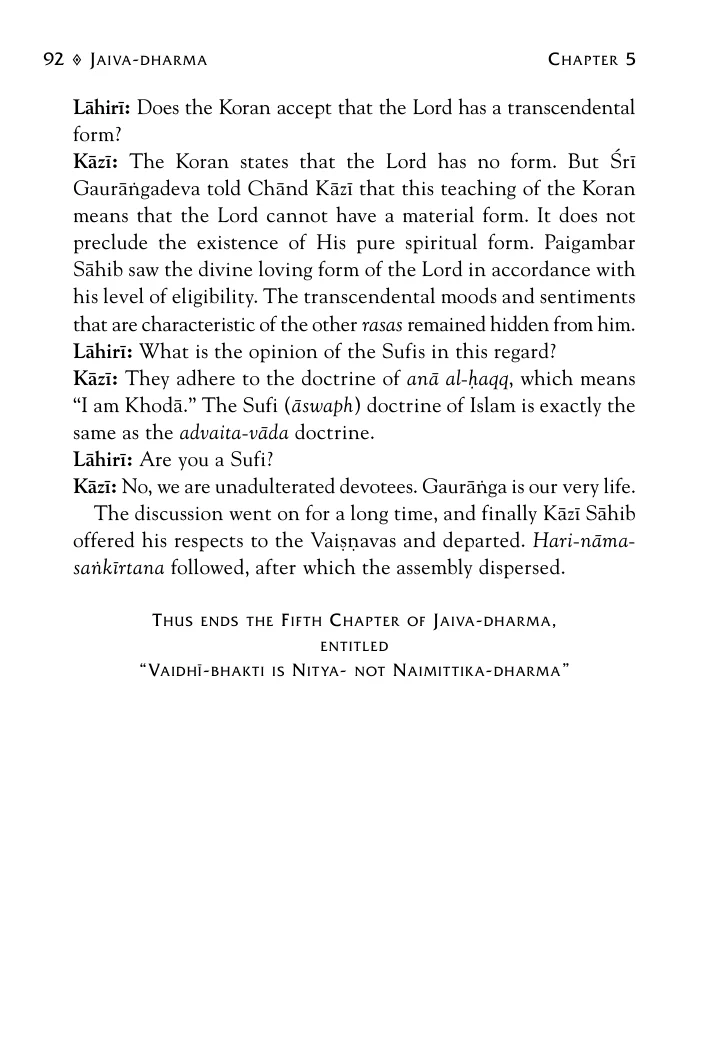 92 ⟡ Jaiva-dharma Chapter 5
Lāhirī: Does the Koran accept that the Lord has a transcendental
form?
Kāzī: The Koran states that the Lord has no form. But Śrī
Gaurāṅgadeva told Chānd Kāzī that this teaching of the Koran
means that the Lord cannot have a material form. It does not
preclude the existence of His pure spiritual form. Paigambar
Sāhib saw the divine loving form of the Lord in accordance with
his level of eligibility. The transcendental moods and sentiments
that are characteristic of the other rasas remained hidden from him.
Lāhirī: What is the opinion of the Sufis in this regard?
Kāzī: They adhere to the doctrine of anā al-ḥaqq, which means
“I am Khodā.” The Sufi (āswaph) doctrine of Islam is exactly the
same as the advaita-vāda doctrine.
Lāhirī: Are you a Sufi?
Kāzī: No, we are unadulterated devotees. Gaurāṅga is our very life.
The discussion went on for a long time, and finally Kāzī Sāhib
offered his respects to the Vaiṣṇavas and departed. Hari-nāma-
saṅkīrtana followed, after which the assembly dispersed.
Thus ends the Fifth Chapter of Jaiva-dharma,
entitled
“Vaidhī-bhakti is Nitya- not Naimittika-dharma”